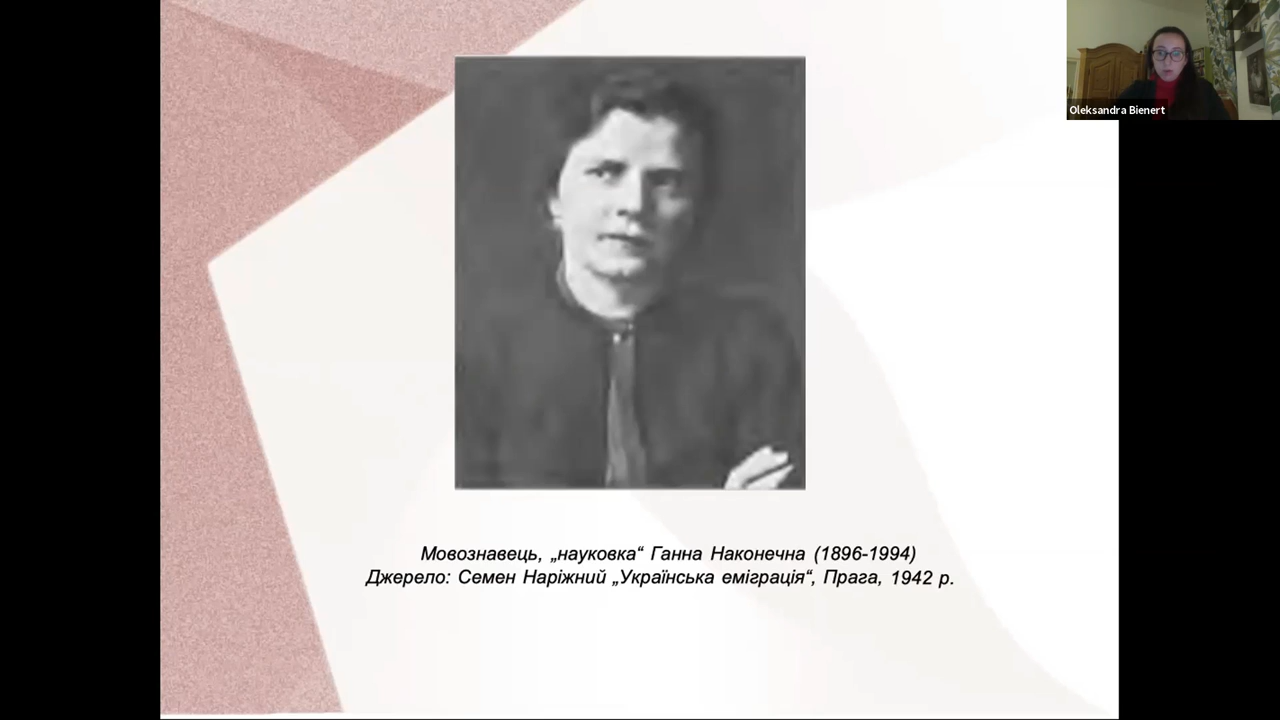 Oleksandra Bienert
Мовознавець, „науковка“ Ганна Наконечна (1896-1994)
Джерело: Семен Наріжний „Українська еміграція“, Прага, 1942 р.